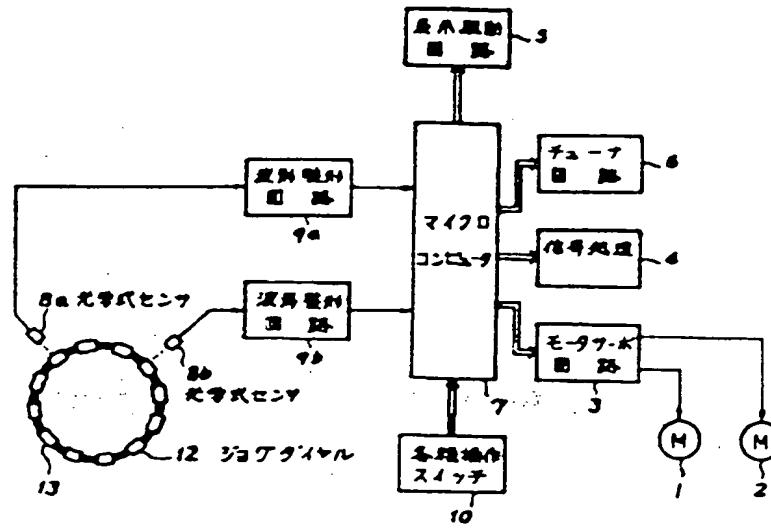 表示駆動
回路
5
チューナ
回路
6
波形整形
回路
9a
マイクロ
コンピュータ
信号処理
4
8a 光学式センサ
波形整形
回路
9b
8b
光学式センサ
モータサーボ
回路
3
7
12 ジョグダイヤル
13
各種操作
スイッチ
10
M
1
M
2